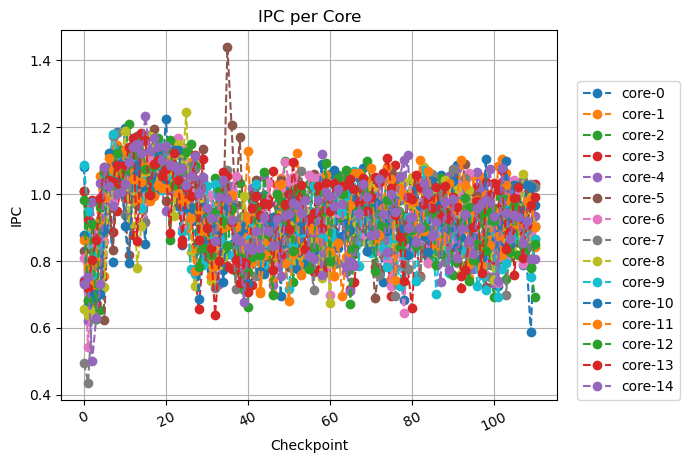 IPC per Core
IPC
1.4
1.2
1.0
0.8
0.6
0.4
0
20
40
60
80
100
Checkpoint
core-0
core-1
core-2
core-3
core-4
core-5
core-6
core-7
core-8
core-9
core-10
core-11
core-12
core-13
core-14